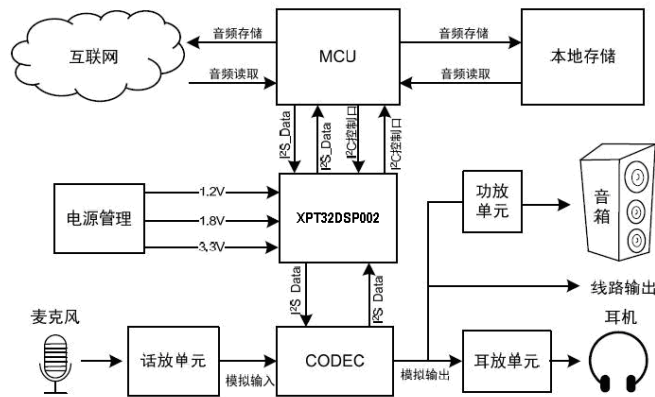 互联网
音频存储
音频读取
MCU
音频存储
音频读取
本地存储
I²S_Data
I²S_Data
I²C控制口
I²C控制口
电源管理
1.2V
1.8V
3.3V
XPT32DSP002
功放
单元
音
箱
I²S_Data
I²S_Data
线路输出
麦克风
话放单元
模拟输入
CODEC
模拟输出
耳放单元
耳机